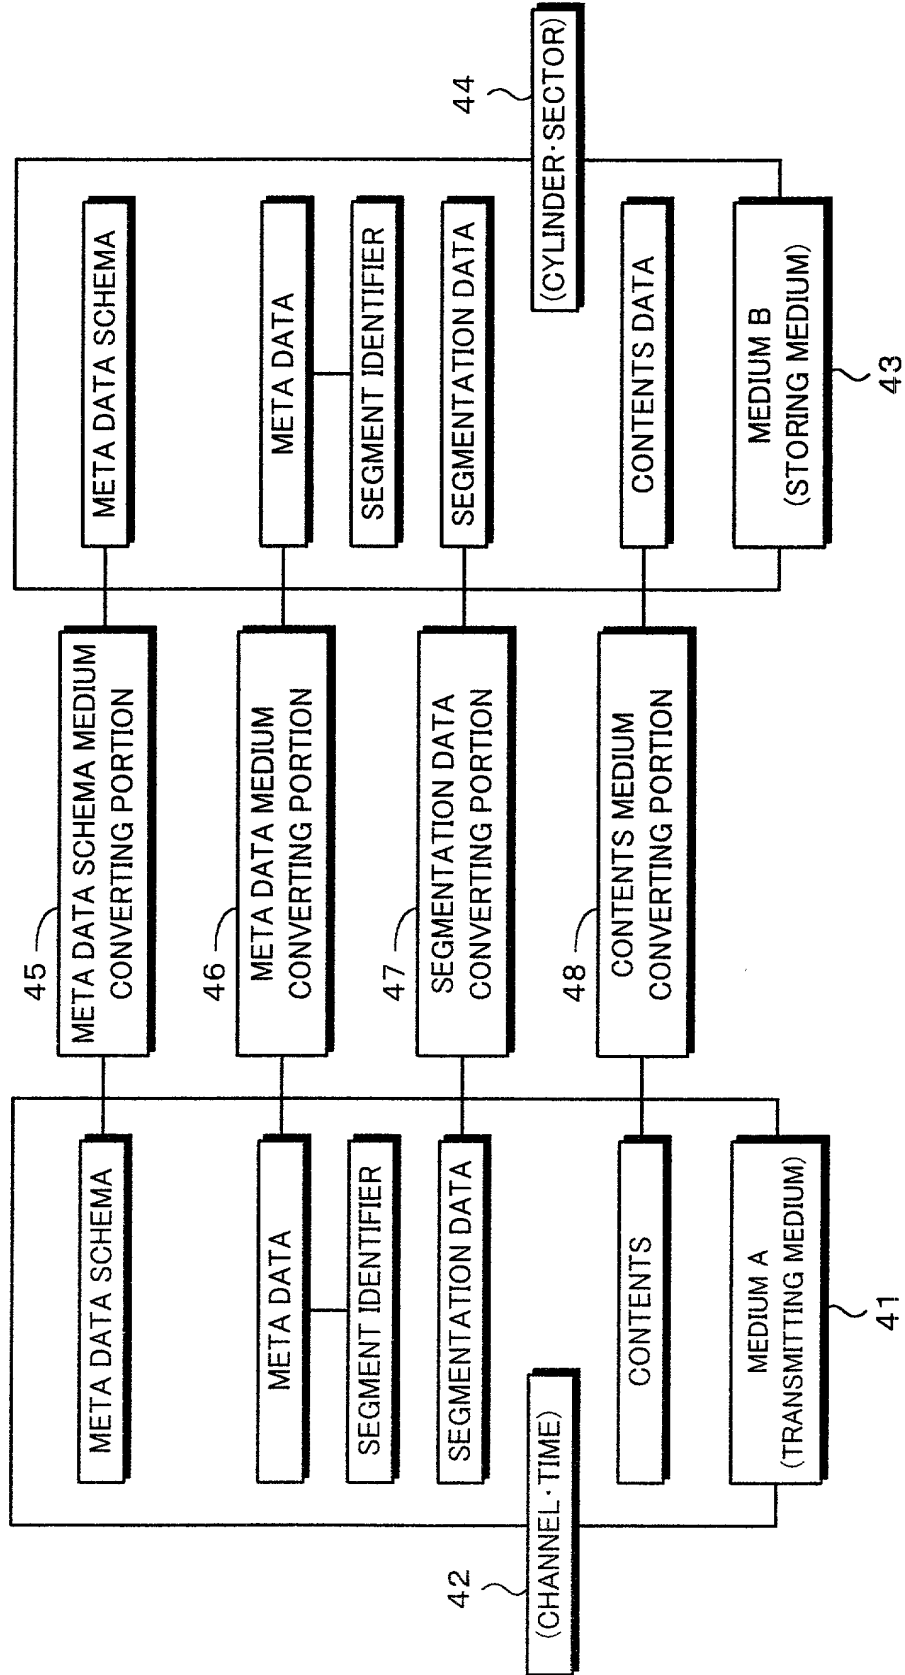 META DATA SCHEMA
META DATA
SEGMENT IDENTIFIER
SEGMENTATION DATA
42
(CHANNEL·TIME)
CONTENTS
MEDIUM A
(TRANSMITTING MEDIUM)
41
45
META DATA SCHEMA MEDIUM
CONVERTING PORTION
46
META DATA MEDIUM
CONVERTING PORTION
47
SEGMENTATION DATA
CONVERTING PORTION
48
CONTENTS MEDIUM
CONVERTING PORTION
META DATA SCHEMA
META DATA
SEGMENT IDENTIFIER
SEGMENTATION DATA
44
(CYLINDER·SECTOR)
CONTENTS DATA
MEDIUM B
(STORING MEDIUM)
43